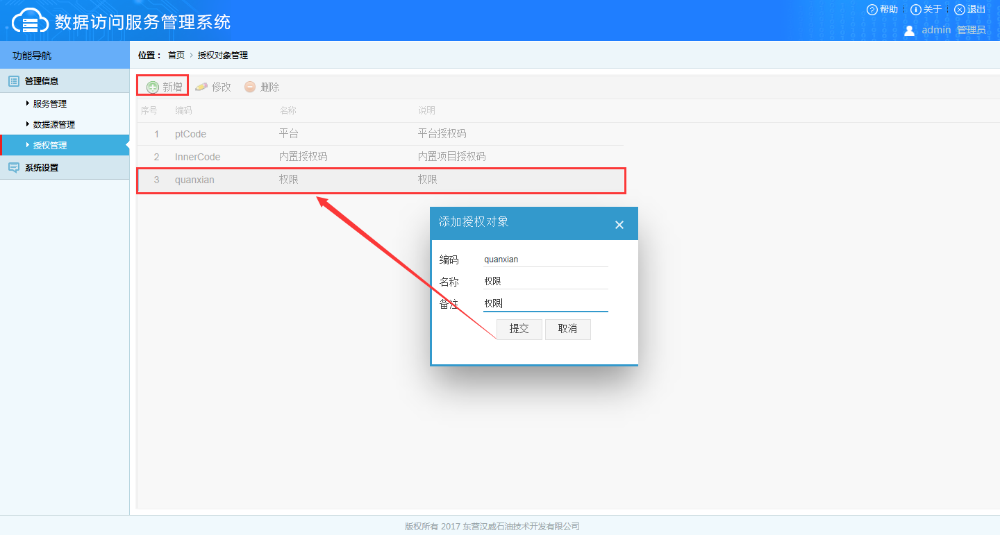 数据访问服务管理系统
帮助 关于 退出
admin 管理员
功能导航
位置： 首页 › 授权对象管理
管理信息
服务管理
数据源管理
授权管理
系统设置
新增 修改 删除
序号 编码 名称 说明
1 ptCode 平台 平台授权码
2 InnerCode 内置授权码 内置项目授权码
3 quanxian 权限 权限
添加授权对象
编码 quanxian
名称 权限
备注 权限
提交 取消
版权所有 2017 东营汉威石油技术开发有限公司